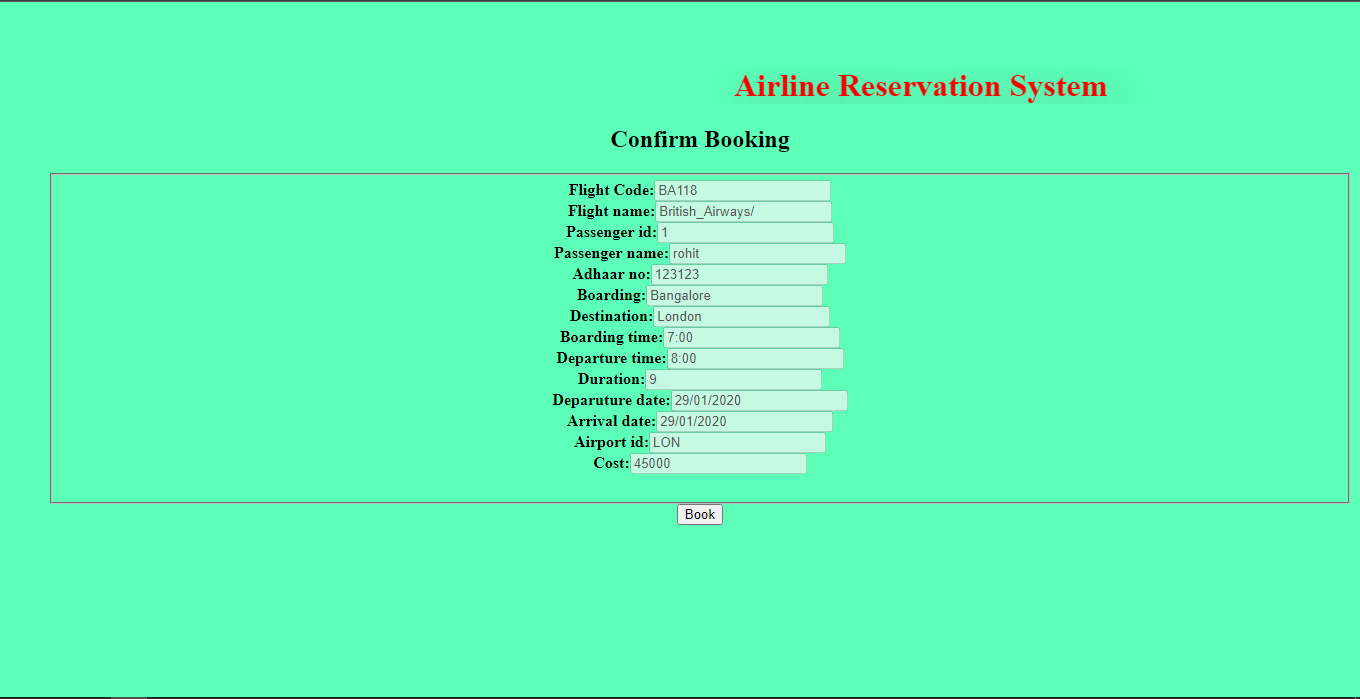 Airline Reservation System
Confirm Booking
Flight Code: BA118
Flight name: British_Airways/
Passenger id: 1
Passenger name: rohit
Adhaar no: 123123
Boarding: Bangalore
Destination: London
Boarding time: 7:00
Departure time: 8:00
Duration: 9
Deparuture date: 29/01/2020
Arrival date: 29/01/2020
Airport id: LON
Cost: 45000
Book